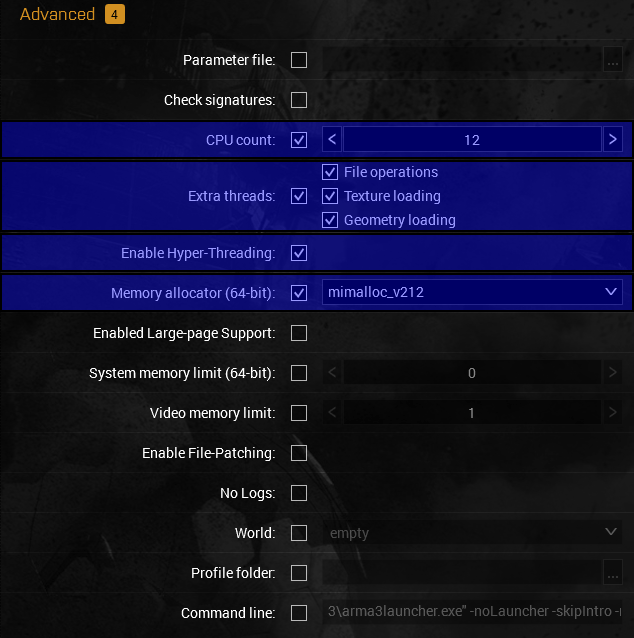 Advanced 4
Parameter file: ...
Check signatures:
CPU count: < 12 >
File operations
Extra threads: Texture loading
Geometry loading
Enable Hyper-Threading:
Memory allocator (64-bit): mimalloc_v212
Enabled Large-page Support:
System memory limit (64-bit): < 0 >
Video memory limit: < 1 >
Enable File-Patching:
No Logs:
World: empty
Profile folder: ...
Command line: 3\arma3launcher.exe" -noLauncher -skipIntro -